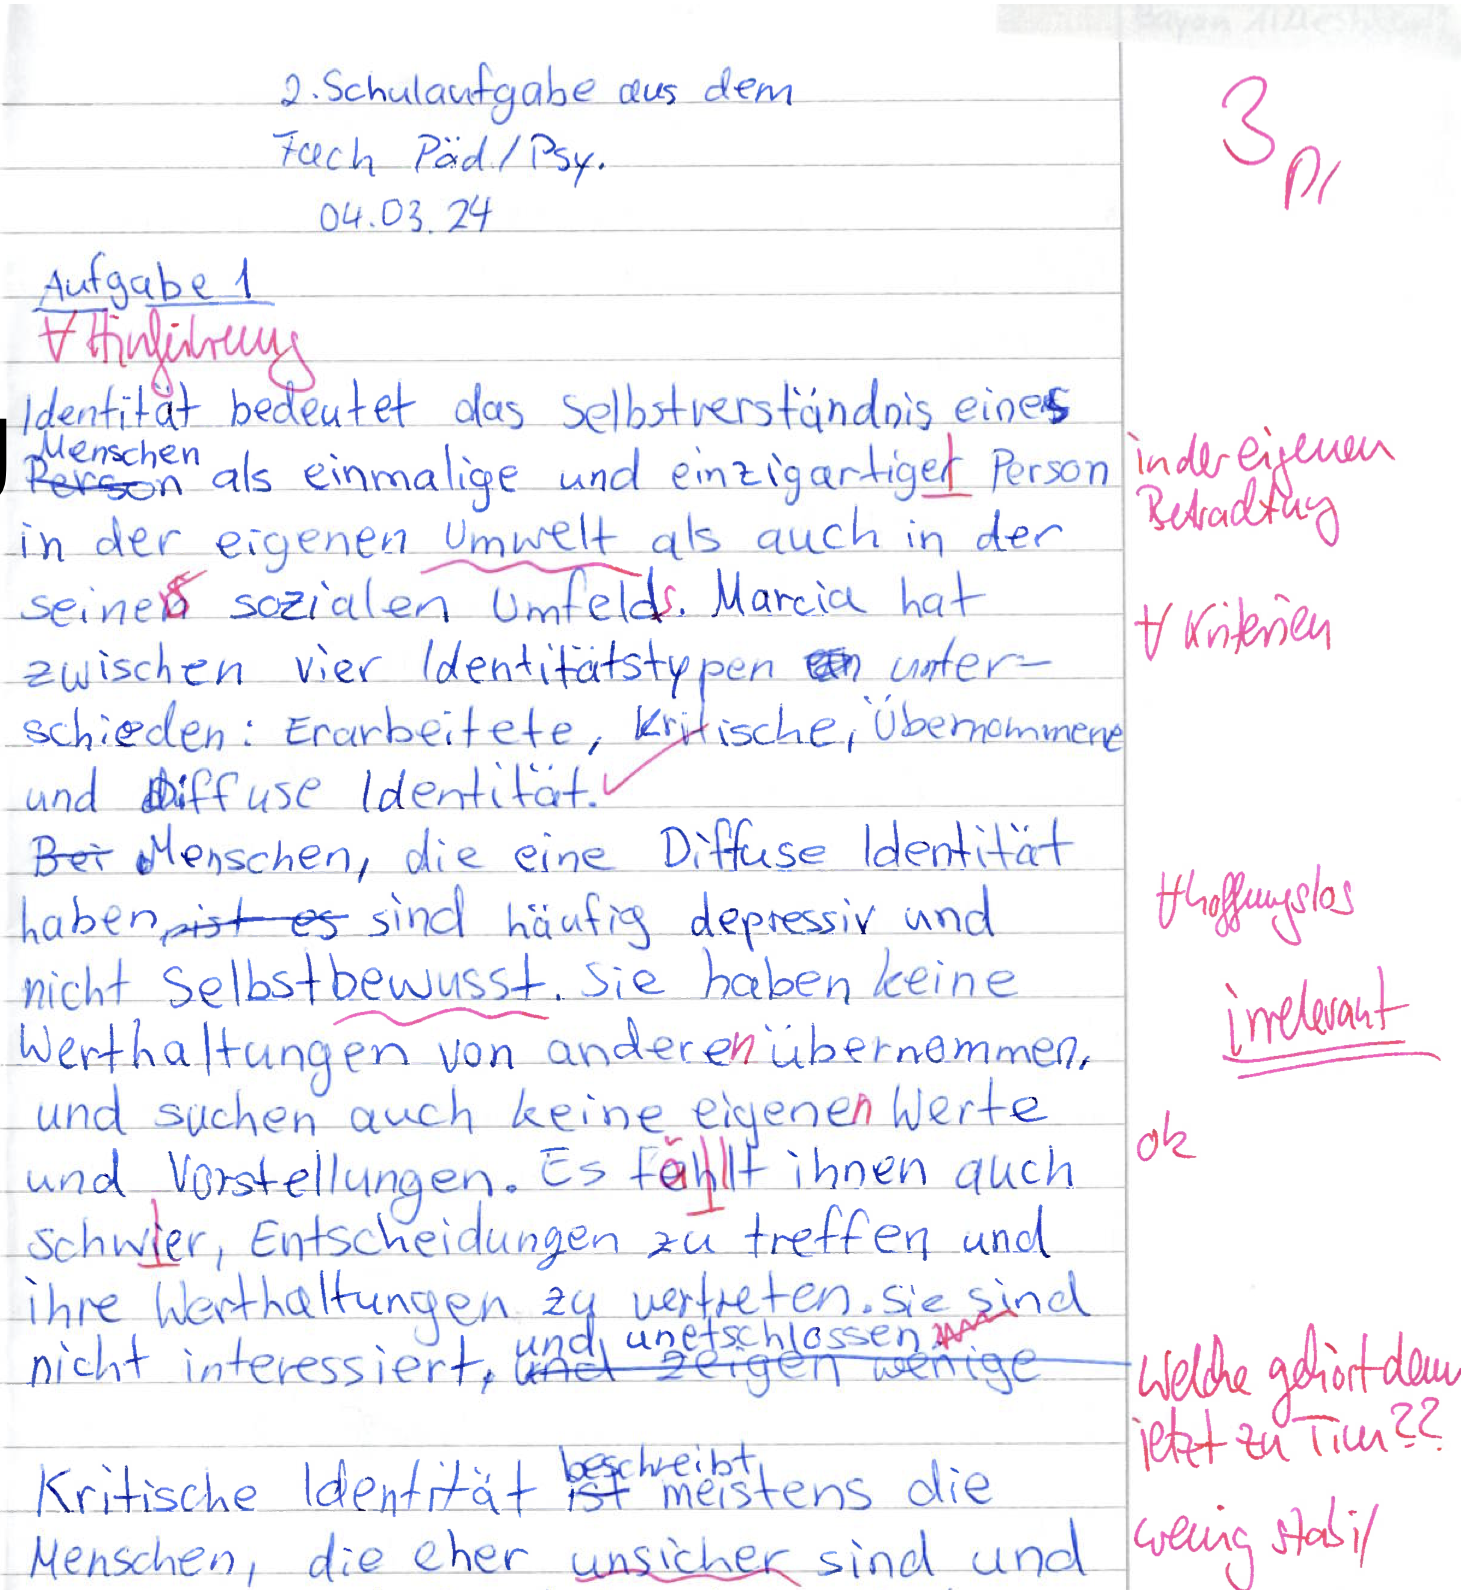 2. Schulaufgabe aus dem
Fach Päd./Psy.
04.03.24
3
Aufgabe 1
∀ Hinführung
Identität bedeutet das Selbstverständnis eines
Menschen
Person als einmalige und einzigartiger Person
in der eigenen
Betrachtung
in der eigenen Umwelt als auch in der
seines sozialen Umfelds. Marcia hat
∀ Kriterien
zwischen vier Identitätstypen unter-
schieden: Erarbeitete, Kritische, Übernommene
und Diffuse Identität.
Bei Menschen, die eine Diffuse Identität
haben, ist es sind häufig depressiv und
∀ hoffnungslos
nicht Selbstbewusst. Sie haben keine
irrelevant
Werthaltungen von anderen übernommen,
und suchen auch keine eigenen Werte
ok
und Vorstellungen. Es fählt ihnen auch
schwier, Entscheidungen zu treffen und
ihre Werthaltungen zu vertreten. Sie sind
und unetschlossen
nicht interessiert, und zeigen wenige
Welche gehört denn
jetzt zu Tim??
beschreibt
Kritische Identität ist meistens die
Menschen, die eher unsicher sind und
wenig stabil